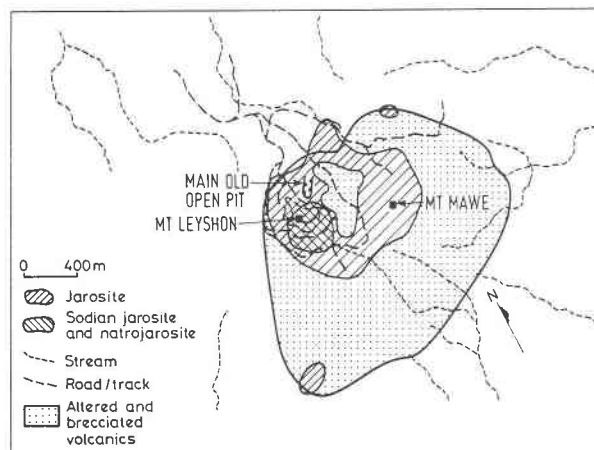 MAIN OLD
OPEN PIT
MT LEYSHON
MT MAWE
0 400m
Jarosite
Sodian jarosite
and natrojarosite
Stream
Road/track
Altered and
brecciated
volcanics
N